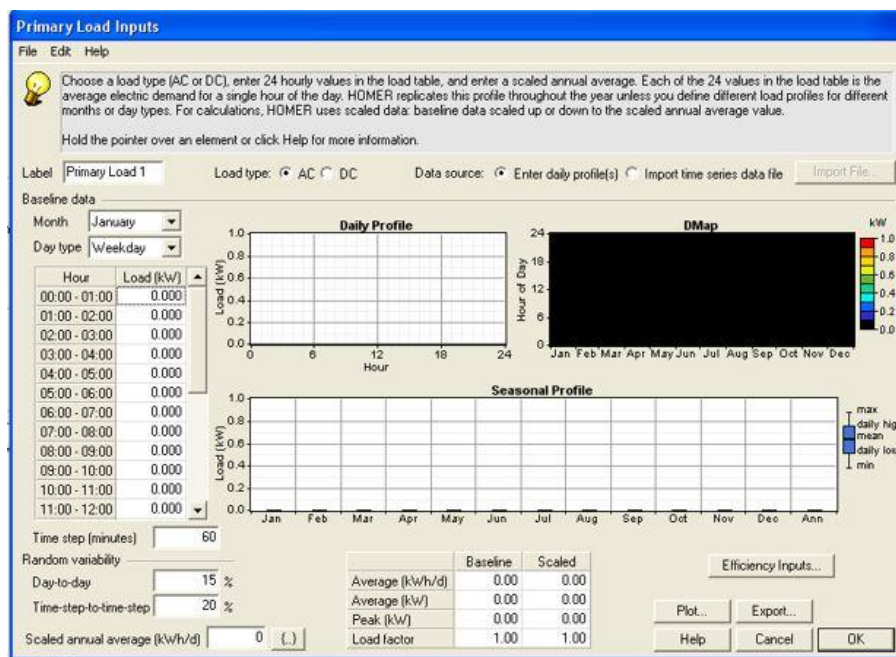 Primary Load Inputs
File Edit Help
Choose a load type (AC or DC), enter 24 hourly values in the load table, and enter a scaled annual average. Each of the 24 values in the load table is the
average electric demand for a single hour of the day. HOMER replicates this profile throughout the year unless you define different load profiles for different
months or day types. For calculations, HOMER uses scaled data: baseline data scaled up or down to the scaled annual average value.
Hold the pointer over an element or click Help for more information.
Label Primary Load 1 Load type: AC DC Data source: Enter daily profile(s) Import time series data file Import File...
Baseline data
Month January
Day type Weekday
Hour Load (kW)
00:00 - 01:00 0.000
01:00 - 02:00 0.000
02:00 - 03:00 0.000
03:00 - 04:00 0.000
04:00 - 05:00 0.000
05:00 - 06:00 0.000
06:00 - 07:00 0.000
07:00 - 08:00 0.000
08:00 - 09:00 0.000
09:00 - 10:00 0.000
10:00 - 11:00 0.000
11:00 - 12:00 0.000
Time step (minutes) 60
Random variability
Day-to-day 15 %
Time-step-to-time-step 20 %
Scaled annual average (kWh/d) 0 {..}
Daily Profile
Load (kW)
1.0
0.8
0.6
0.4
0.2
0.0
0 6 12 18 24
Hour
DMap
Hour of Day
24
18
12
6
0
Jan Feb Mar Apr May Jun Jul Aug Sep Oct Nov Dec
kW
1.0
0.8
0.6
0.4
0.2
0.0
Seasonal Profile
Load (kW)
1.0
0.8
0.6
0.4
0.2
0.0
Jan Feb Mar Apr May Jun Jul Aug Sep Oct Nov Dec Ann
max
daily hig
mean
daily low
min
Baseline Scaled
Average (kWh/d) 0.00 0.00
Average (kW) 0.00 0.00
Peak (kW) 0.00 0.00
Load factor 1.00 1.00
Efficiency Inputs...
Plot... Export...
Help Cancel OK